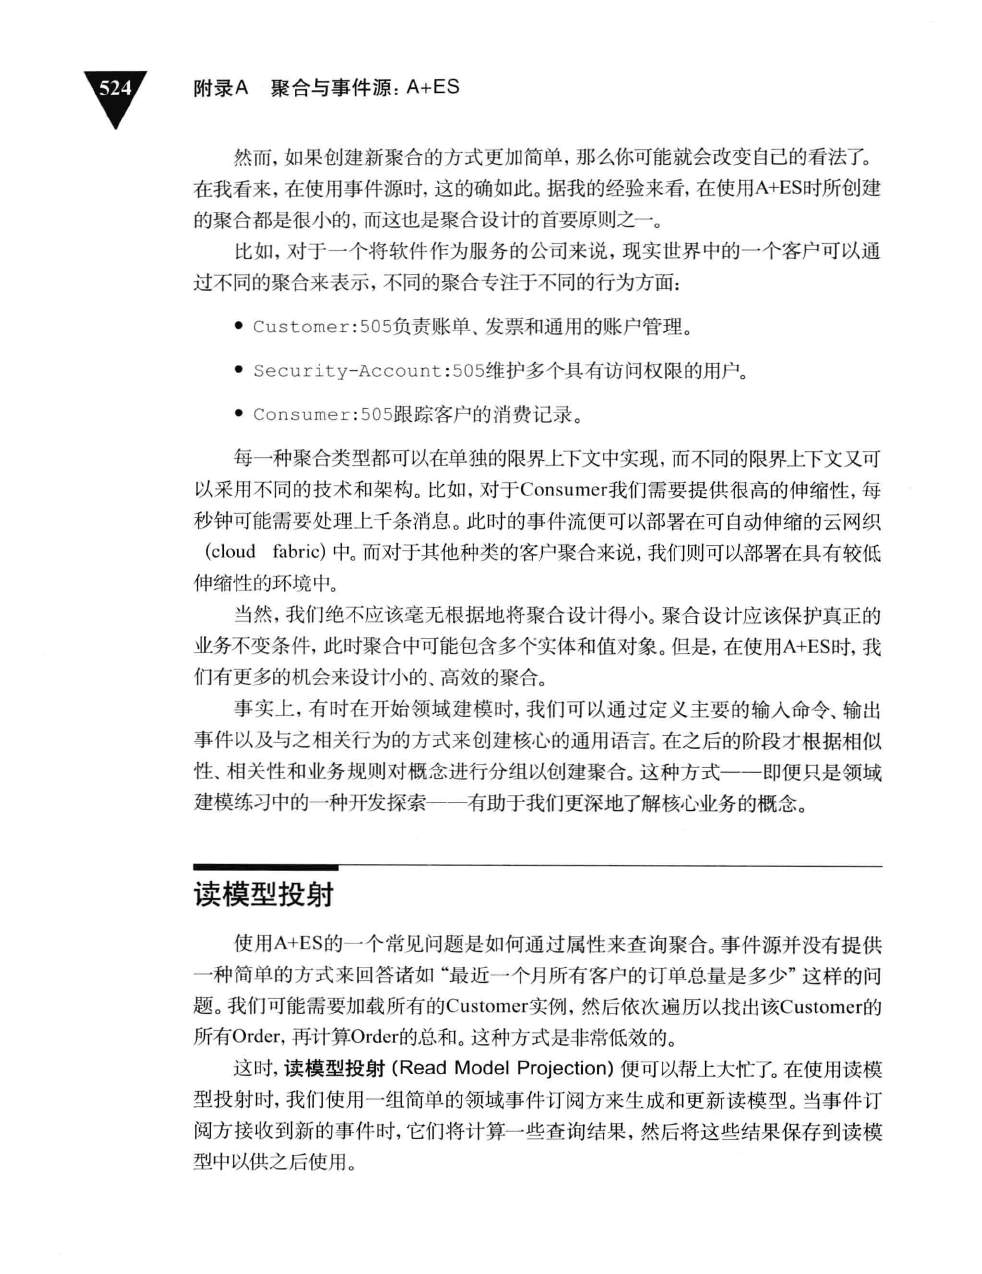 524
附录A 聚合与事件源：A+ES
然而，如果创建新聚合的方式更加简单，那么你可能就会改变自己的看法了。
在我看来，在使用事件源时，这的确如此。据我的经验来看，在使用A+ES时所创建
的聚合都是很小的，而这也是聚合设计的首要原则之一。
比如，对于一个将软件作为服务的公司来说，现实世界中的一个客户可以通
过不同的聚合来表示，不同的聚合专注于不同的行为方面：
• Customer:505负责账单、发票和通用的账户管理。
• Security-Account:505维护多个具有访问权限的用户。
• Consumer:505跟踪客户的消费记录。
每一种聚合类型都可以在单独的限界上下文中实现，而不同的限界上下文又可
以采用不同的技术和架构。比如，对于Consumer我们需要提供很高的伸缩性，每
秒钟可能需要处理上千条消息。此时的事件流便可以部署在可自动伸缩的云网织
（cloud fabric）中。而对于其他种类的客户聚合来说，我们则可以部署在具有较低
伸缩性的环境中。
当然，我们绝不应该毫无根据地将聚合设计得小。聚合设计应该保护真正的
业务不变条件，此时聚合中可能包含多个实体和值对象。但是，在使用A+ES时，我
们有更多的机会来设计小的、高效的聚合。
事实上，有时在开始领域建模时，我们可以通过定义主要的输入命令、输出
事件以及与之相关行为的方式来创建核心的通用语言。在之后的阶段才根据相似
性、相关性和业务规则对概念进行分组以创建聚合。这种方式——即便只是领域
建模练习中的一种开发探索——有助于我们更深地了解核心业务的概念。
读模型投射
使用A+ES的一个常见问题是如何通过属性来查询聚合。事件源并没有提供
一种简单的方式来回答诸如“最近一个月所有客户的订单总量是多少”这样的问
题。我们可能需要加载所有的Customer实例，然后依次遍历以找出该Customer的
所有Order，再计算Order的总和。这种方式是非常低效的。
这时，读模型投射（Read Model Projection）便可以帮上大忙了。在使用读模
型投射时，我们使用一组简单的领域事件订阅方来生成和更新读模型。当事件订
阅方接收到新的事件时，它们将计算一些查询结果，然后将这些结果保存到读模
型中以供之后使用。